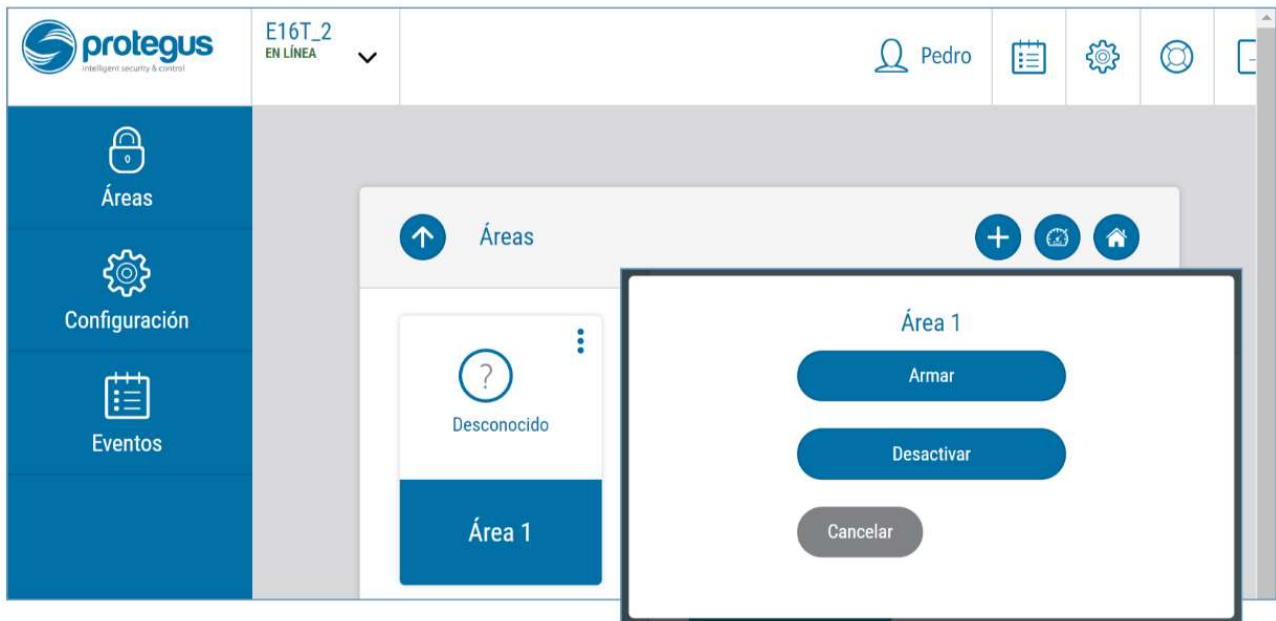 protegus
intelligent security & control
E16T_2
EN LÍNEA
Pedro
Áreas
Configuración
Eventos
Áreas
?
Desconocido
Área 1
Área 1
Armar
Desactivar
Cancelar